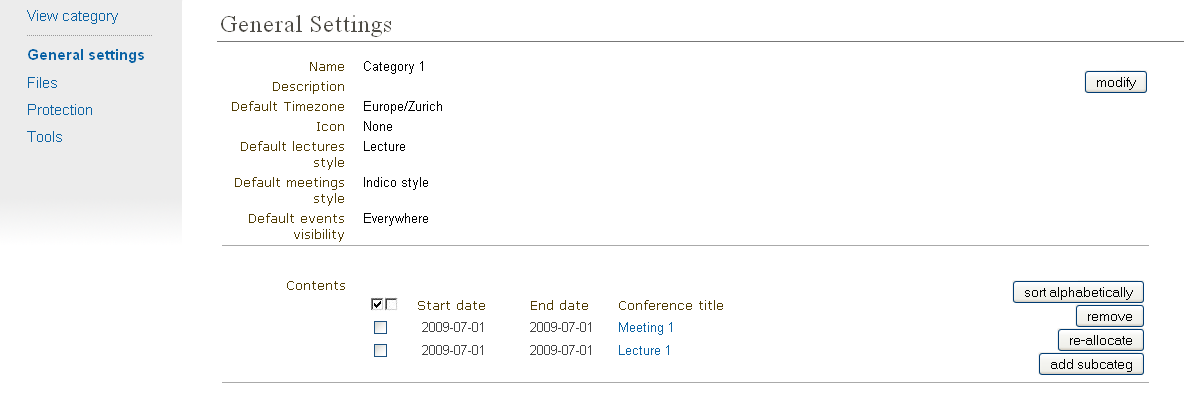 View category
General settings
Files
Protection
Tools
General Settings
Name Category 1
Description
modify
Default Timezone Europe/Zurich
Icon None
Default lectures Lecture
style
Default meetings Indico style
style
Default events Everywhere
visibility
Contents
Start date End date Conference title
2009-07-01 2009-07-01 Meeting 1
2009-07-01 2009-07-01 Lecture 1
sort alphabetically
remove
re-allocate
add subcateg